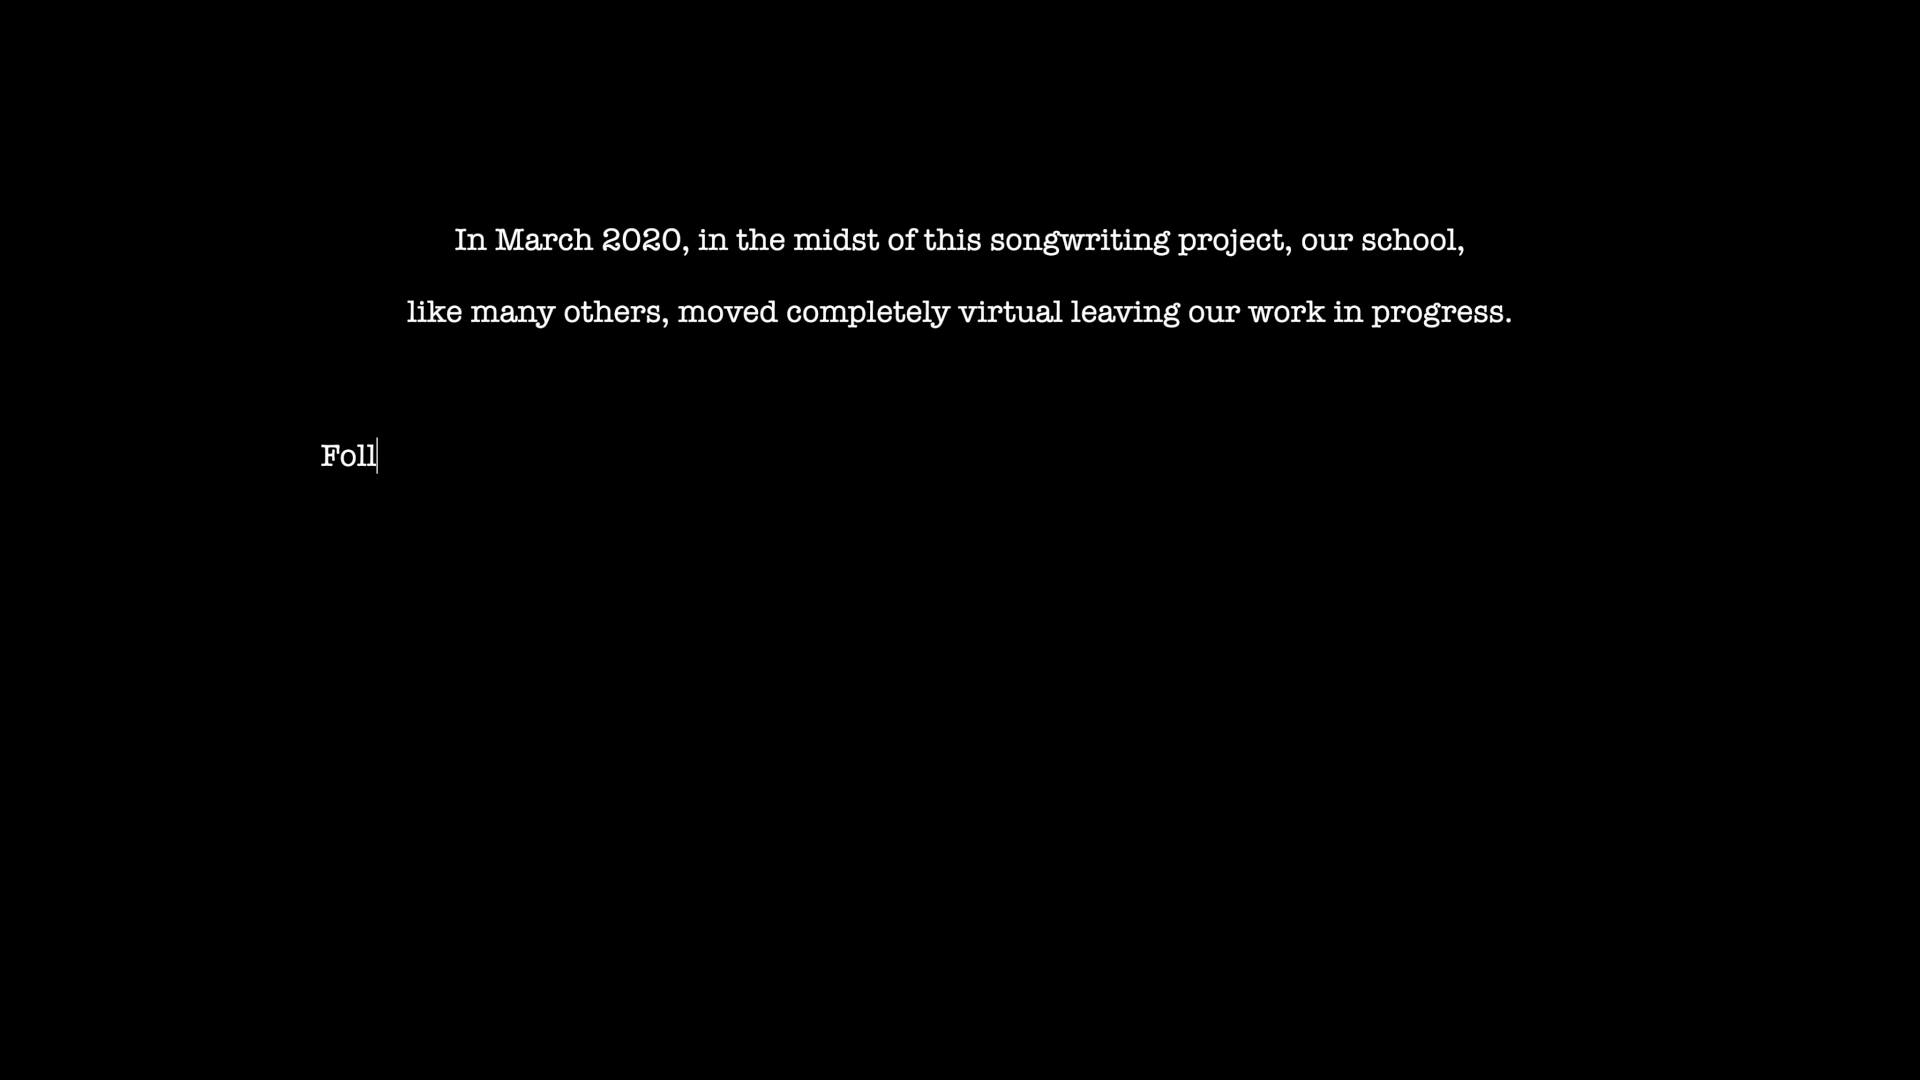 In March 2020, in the midst of this songwriting project, our school,
like many others, moved completely virtual leaving our work in progress.
Foll